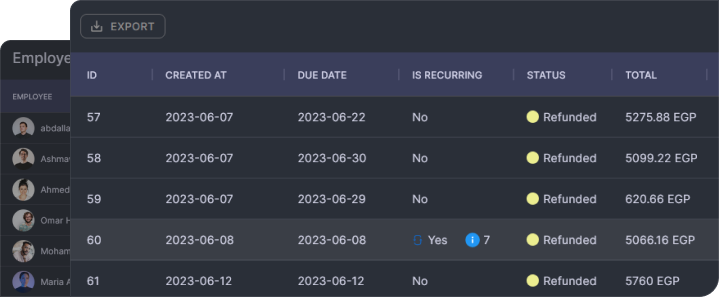 EXPORT
Employe
ID CREATED AT DUE DATE IS RECURRING STATUS TOTAL
EMPLOYEE
57 2023-06-07 2023-06-22 No Refunded 5275.88 EGP
abdalla
58 2023-06-07 2023-06-30 No Refunded 5099.22 EGP
Ashma
59 2023-06-07 2023-06-29 No Refunded 620.66 EGP
Ahmed
Omar H
60 2023-06-08 2023-06-08 Yes 7 Refunded 5066.16 EGP
Moham
61 2023-06-12 2023-06-12 No Refunded 5760 EGP
Maria A